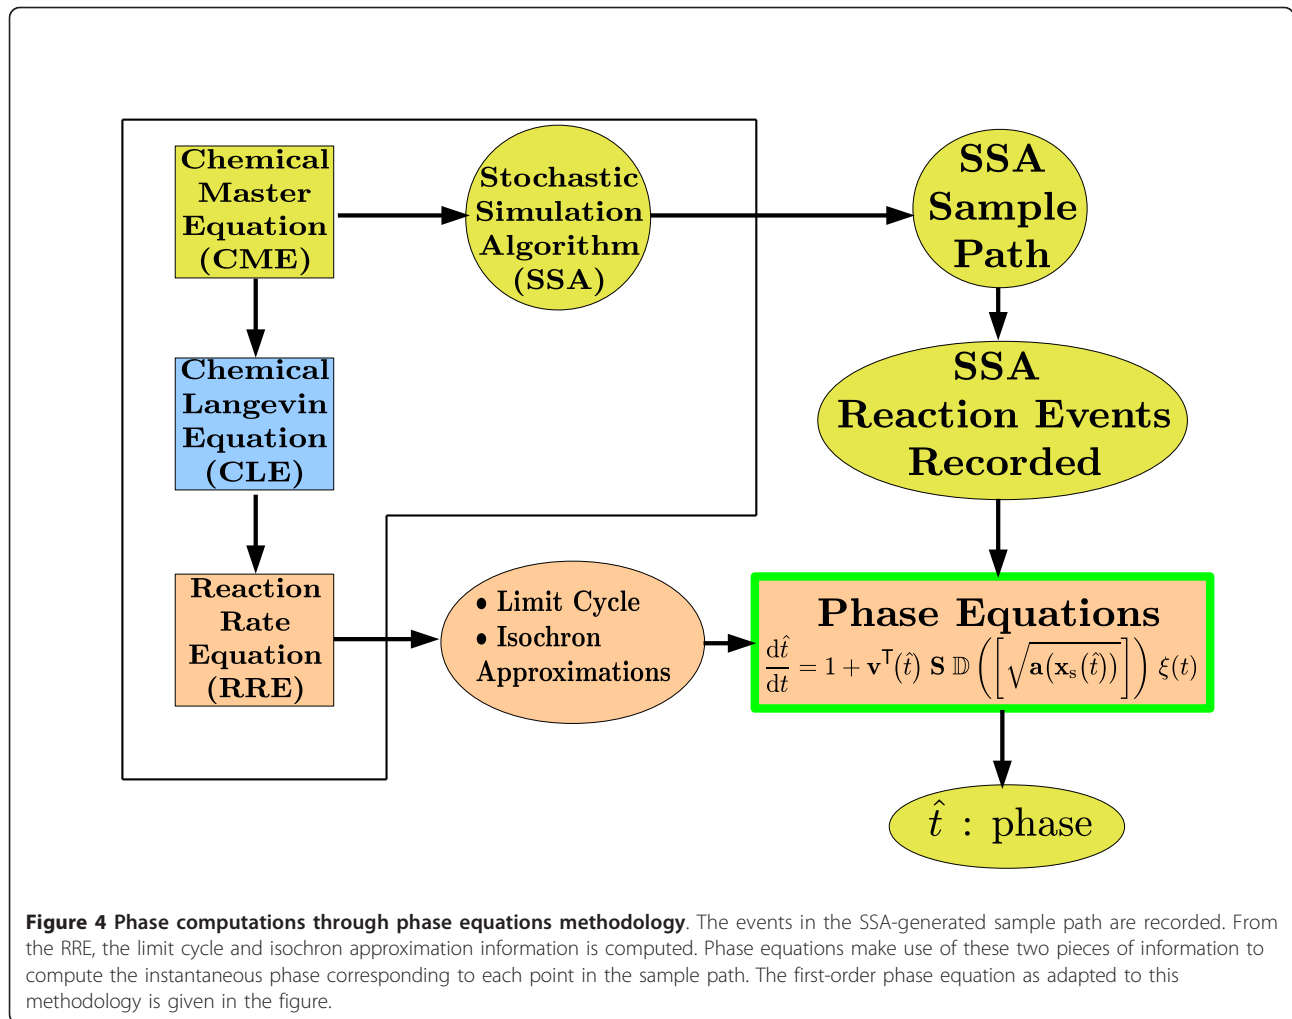 Chemical
Master
Equation
(CME)
Stochastic
Simulation
Algorithm
(SSA)
SSA
Sample
Path
Chemical
Langevin
Equation
(CLE)
SSA
Reaction Events
Recorded
Reaction
Rate
Equation
(RRE)
• Limit Cycle
• Isochron
Approximations
Phase Equations
dt̂/dt = 1 + v^T(t̂) S 𝔻 ([√a(x_s(t̂))]) ξ(t)
t̂ : phase
Figure 4 Phase computations through phase equations methodology. The events in the SSA-generated sample path are recorded. From
the RRE, the limit cycle and isochron approximation information is computed. Phase equations make use of these two pieces of information to
compute the instantaneous phase corresponding to each point in the sample path. The first-order phase equation as adapted to this
methodology is given in the figure.